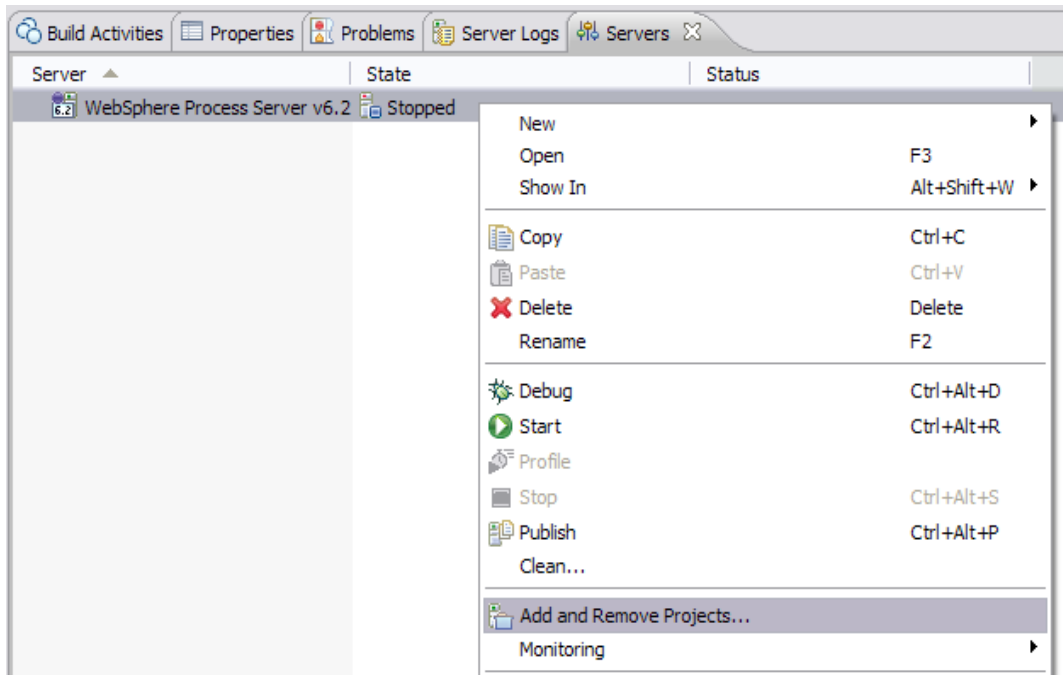 Build Activities Properties Problems Server Logs Servers
Server State Status
6.2 WebSphere Process Server v6.2 Stopped
New
Open F3
Show In Alt+Shift+W
Copy Ctrl+C
Paste Ctrl+V
Delete Delete
Rename F2
Debug Ctrl+Alt+D
Start Ctrl+Alt+R
Profile
Stop Ctrl+Alt+S
Publish Ctrl+Alt+P
Clean...
Add and Remove Projects...
Monitoring